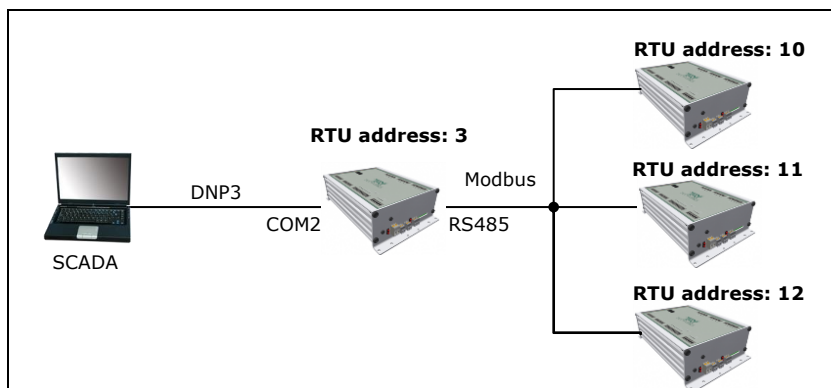 RTU address: 10
RTU address: 3
Modbus
RTU address: 11
DNP3
COM2
RS485
SCADA
RTU address: 12